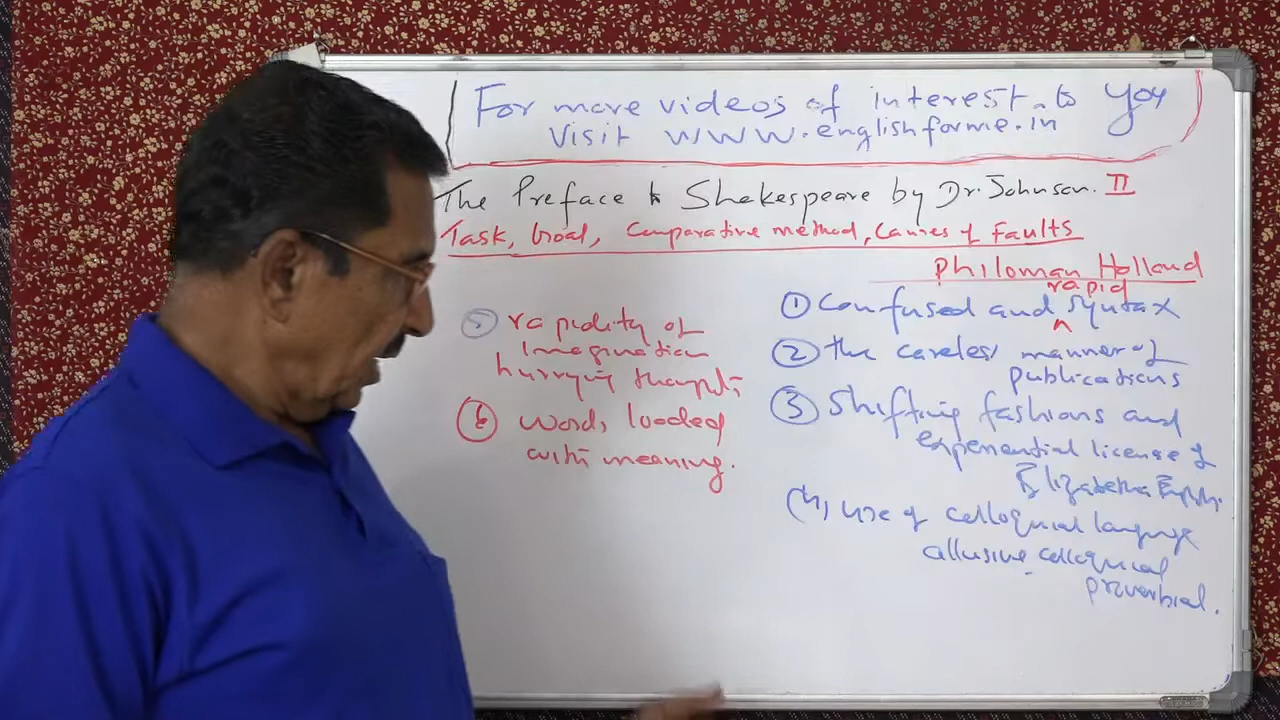 For more videos of interest to you
Visit www.englishforme.in
The Preface to Shakespeare by Dr. Johnson. II
Task, Goal, Comparative method, Causes of Faults
Philoman Holland
rapid
① Confused and ^ syntax
② the careless manner of
publications
③ Shifting fashions and
experiential license of
Elizabethan English.
(4) use of colloquial language
allusive colloquial
proverbial.
⑤ rapidity of
Imagination
hurrying thoughts
⑥ words loaded
with meaning.